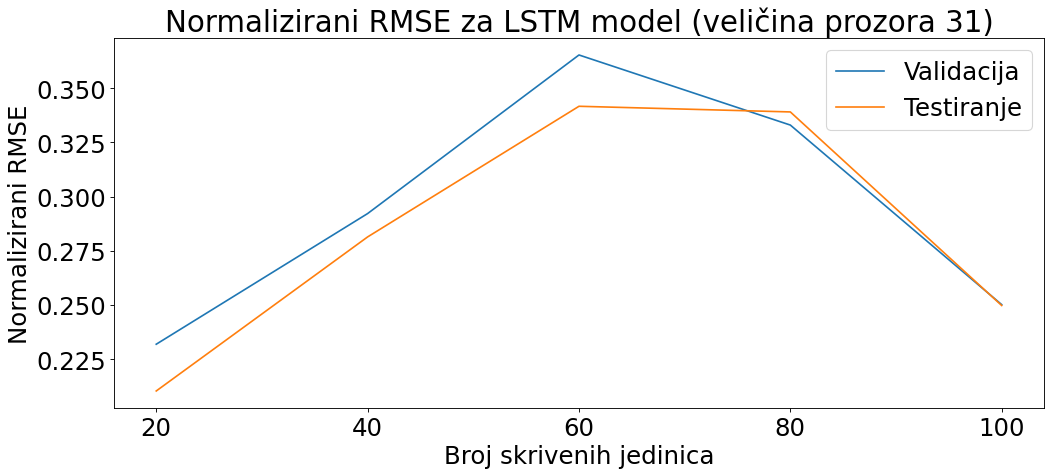 Normalizirani RMSE za LSTM model (veličina prozora 31)
Validacija
Testiranje
Normalizirani RMSE
0.350
0.325
0.300
0.275
0.250
0.225
20 40 60 80 100
Broj skrivenih jedinica